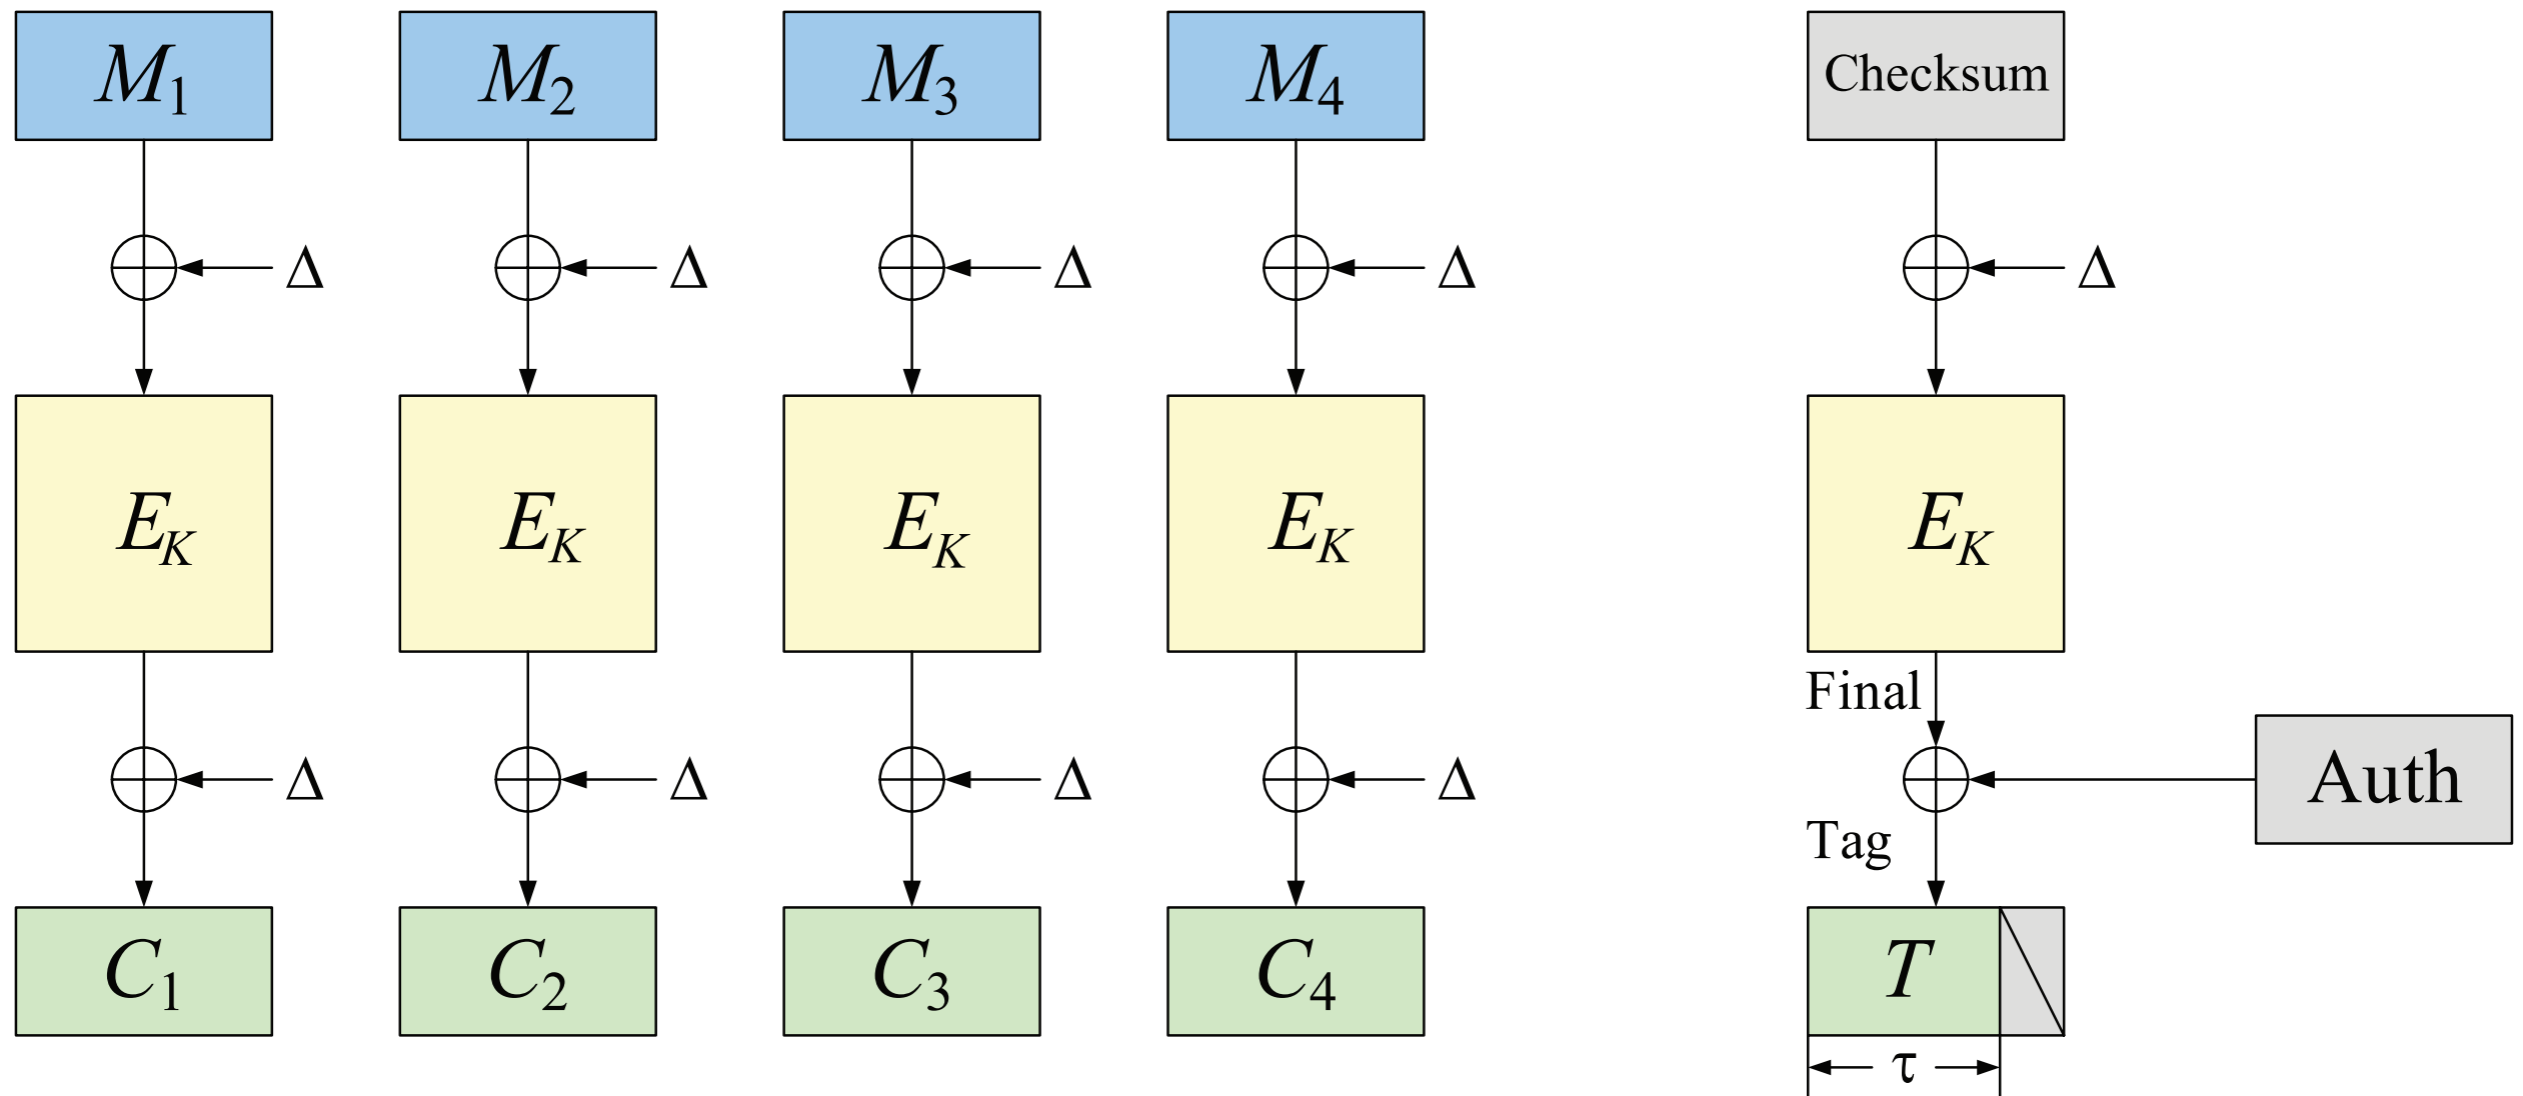 M1 M2 M3 M4 Checksum
Δ Δ Δ Δ Δ
EK EK EK EK EK
Final
Δ Δ Δ Δ Auth
Tag
C1 C2 C3 C4 T
τ